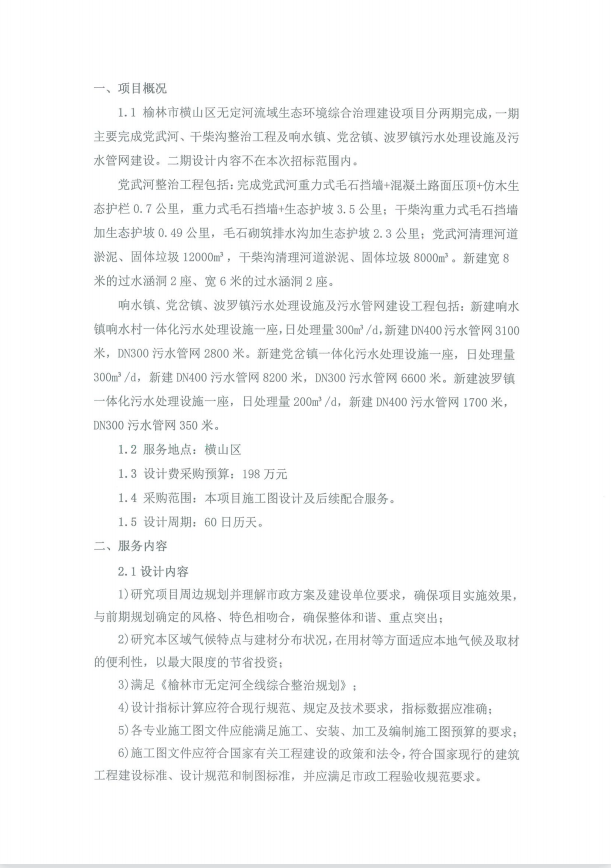 一、项目概况
1.1 榆林市横山区无定河流域生态环境综合治理建设项目分两期完成，一期
主要完成党武河、干柴沟整治工程及响水镇、党岔镇、波罗镇污水处理设施及污
水管网建设。二期设计内容不在本次招标范围内。
党武河整治工程包括：完成党武河重力式毛石挡墙+混凝土路面压顶+仿木生
态护栏 0.7 公里，重力式毛石挡墙+生态护坡 3.5 公里；干柴沟重力式毛石挡墙
加生态护坡 0.49 公里，毛石砌筑排水沟加生态护坡 2.3 公里；党武河清理河道
淤泥、固体垃圾 12000m³，干柴沟清理河道淤泥、固体垃圾 8000m³。新建宽 8
米的过水涵洞 2 座、宽 6 米的过水涵洞 2 座。
响水镇、党岔镇、波罗镇污水处理设施及污水管网建设工程包括：新建响水
镇响水村一体化污水处理设施一座，日处理量 300m³/d，新建 DN400 污水管网 3100
米，DN300 污水管网 2800 米。新建党岔镇一体化污水处理设施一座，日处理量
300m³/d，新建 DN400 污水管网 8200 米，DN300 污水管网 6600 米。新建波罗镇
一体化污水处理设施一座，日处理量 200m³/d，新建 DN400 污水管网 1700 米，
DN300 污水管网 350 米。
1.2 服务地点：横山区
1.3 设计费采购预算：198 万元
1.4 采购范围：本项目施工图设计及后续配合服务。
1.5 设计周期：60 日历天。
二、服务内容
2.1 设计内容
1)研究项目周边规划并理解市政方案及建设单位要求，确保项目实施效果，
与前期规划确定的风格、特色相吻合，确保整体和谐、重点突出；
2)研究本区域气候特点与建材分布状况，在用材等方面适应本地气候及取材
的便利性，以最大限度的节省投资；
3)满足《榆林市无定河全线综合整治规划》；
4)设计指标计算应符合现行规范、规定及技术要求，指标数据应准确；
5)各专业施工图文件应能满足施工、安装、加工及编制施工图预算的要求；
6)施工图文件应符合国家有关工程建设的政策和法令，符合国家现行的建筑
工程建设标准、设计规范和制图标准，并应满足市政工程验收规范要求。